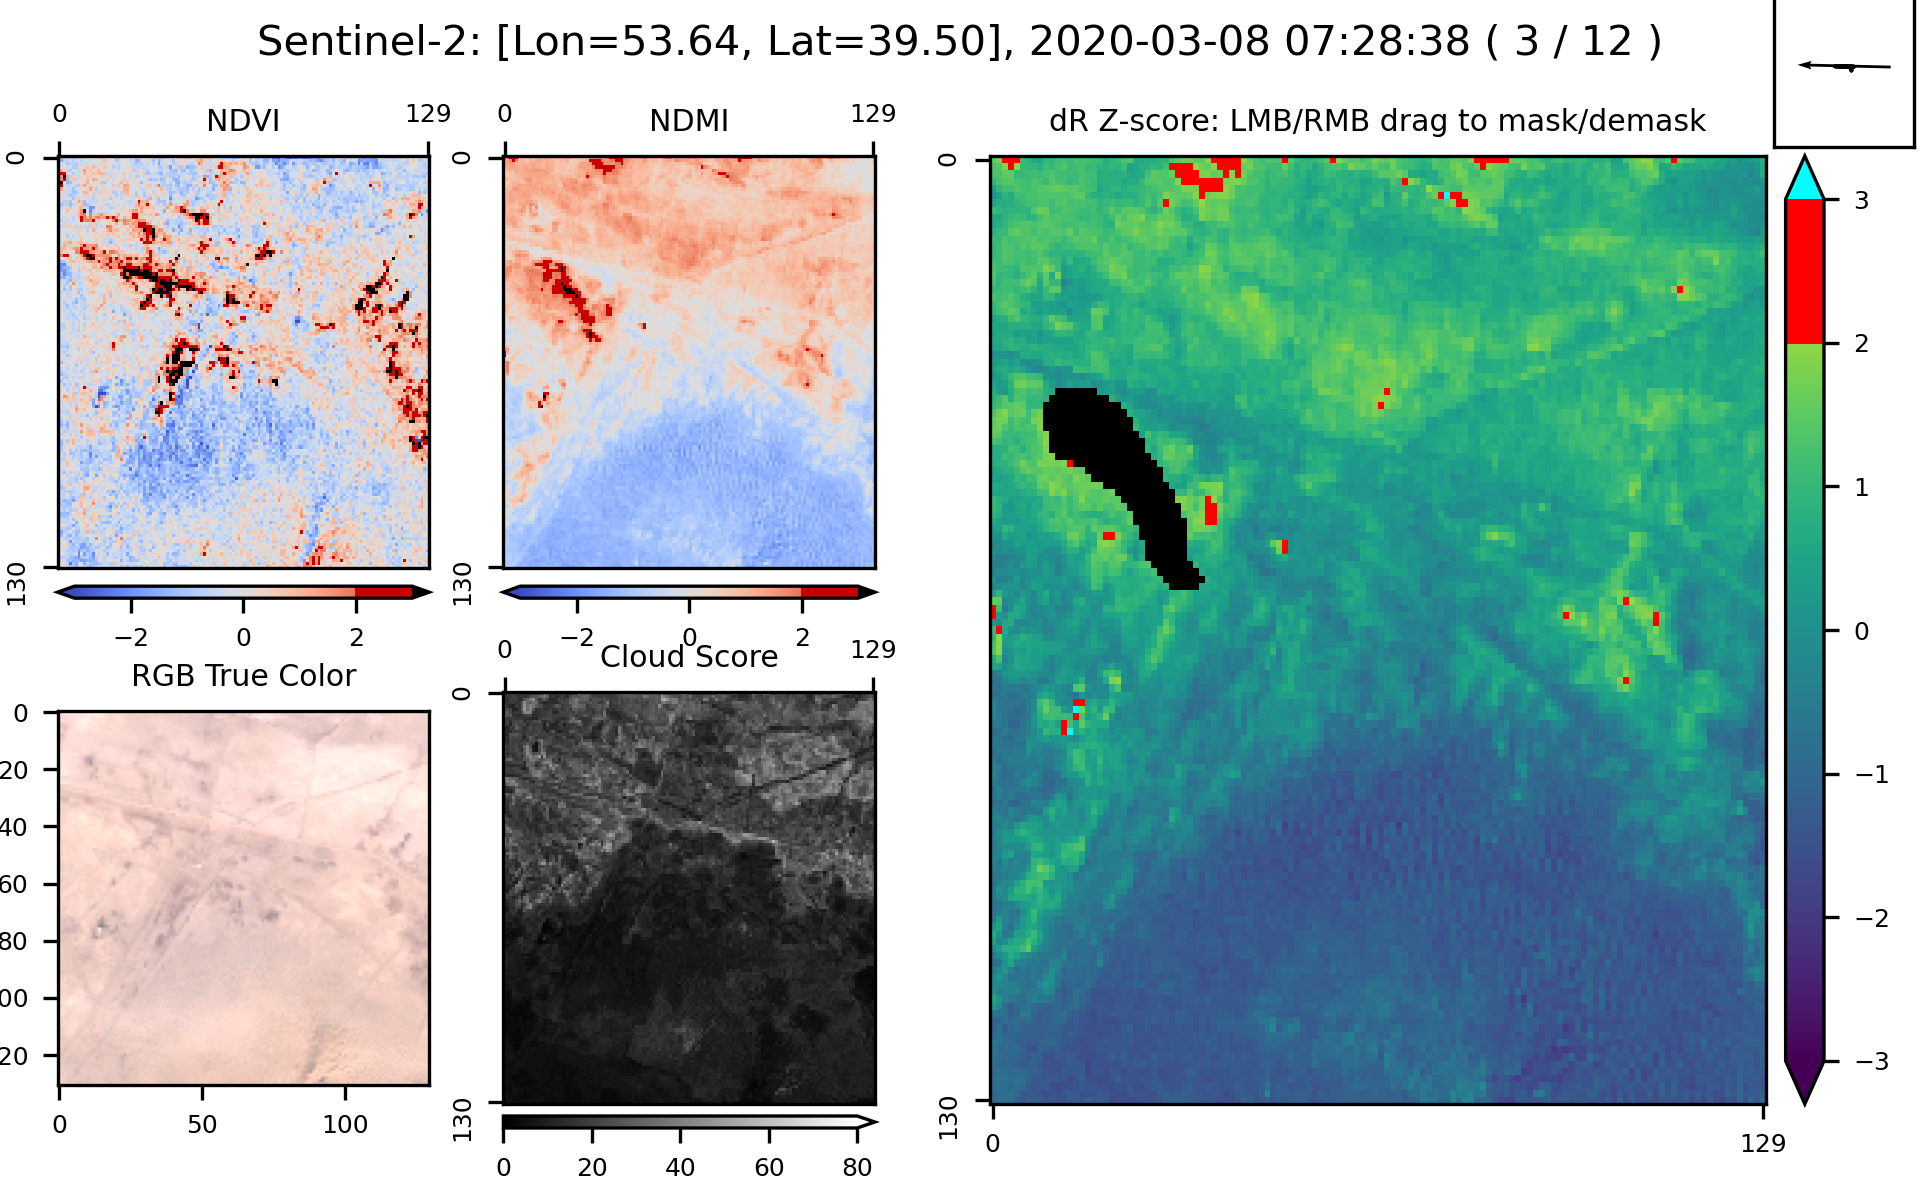 Sentinel-2: [Lon=53.64, Lat=39.50], 2020-03-08 07:28:38 ( 3 / 12 )
0 129
NDVI
0
130
−2 0 2
0 129
NDMI
0
130
−2 0 2
RGB True Color
0
20
40
60
80
00
20
0 50 100
0 129
Cloud Score
0
130
0 20 40 60 80
dR Z-score: LMB/RMB drag to mask/demask
0
130
0 129
3
2
1
0
−1
−2
−3